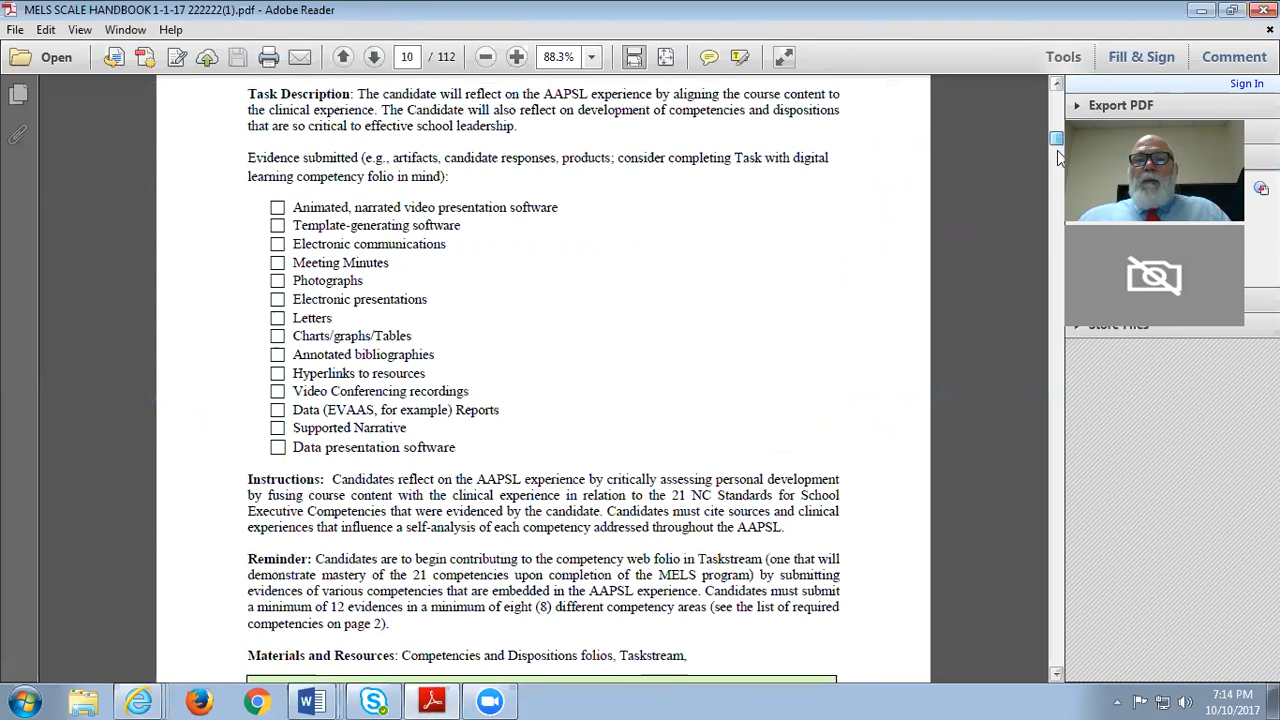 MELS SCALE HANDBOOK 1-1-17 222222(1).pdf - Adobe Reader
File Edit View Window Help
Open 10 / 112 88.3% Tools Fill & Sign Comment
Sign In
Export PDF
Store Files
Task Description: The candidate will reflect on the AAPSL experience by aligning the course content to
the clinical experience. The Candidate will also reflect on development of competencies and dispositions
that are so critical to effective school leadership.
Evidence submitted (e.g., artifacts, candidate responses, products; consider completing Task with digital
learning competency folio in mind):
Animated, narrated video presentation software
Template-generating software
Electronic communications
Meeting Minutes
Photographs
Electronic presentations
Letters
Charts/graphs/Tables
Annotated bibliographies
Hyperlinks to resources
Video Conferencing recordings
Data (EVAAS, for example) Reports
Supported Narrative
Data presentation software
Instructions: Candidates reflect on the AAPSL experience by critically assessing personal development
by fusing course content with the clinical experience in relation to the 21 NC Standards for School
Executive Competencies that were evidenced by the candidate. Candidates must cite sources and clinical
experiences that influence a self-analysis of each competency addressed throughout the AAPSL.
Reminder: Candidates are to begin contributing to the competency web folio in Taskstream (one that will
demonstrate mastery of the 21 competencies upon completion of the MELS program) by submitting
evidences of various competencies that are embedded in the AAPSL experience. Candidates must submit
a minimum of 12 evidences in a minimum of eight (8) different competency areas (see the list of required
competencies on page 2).
Materials and Resources: Competencies and Dispositions folios, Taskstream,
7:14 PM
10/10/2017